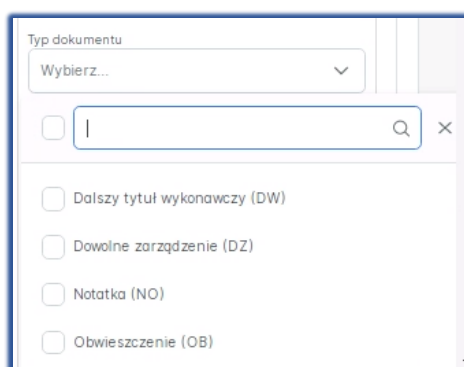 Typ dokumentu
Wybierz...
Dalszy tytuł wykonawczy (DW)
Dowolne zarządzenie (DZ)
Notatka (NO)
Obwieszczenie (OB)